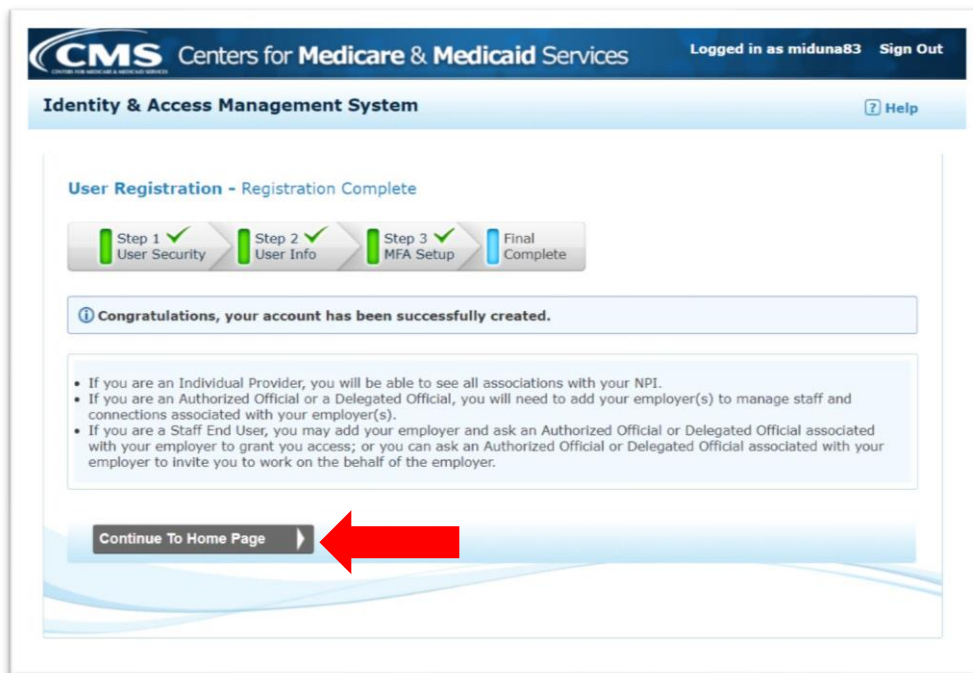 CMS Centers for Medicare & Medicaid Services
CENTERS FOR MEDICARE & MEDICAID SERVICES
Logged in as miduna83 Sign Out
Identity & Access Management System
? Help
User Registration - Registration Complete
Step 1
User Security
Step 2
User Info
Step 3
MFA Setup
Final
Complete
Congratulations, your account has been successfully created.
• If you are an Individual Provider, you will be able to see all associations with your NPI.
• If you are an Authorized Official or a Delegated Official, you will need to add your employer(s) to manage staff and
connections associated with your employer(s).
• If you are a Staff End User, you may add your employer and ask an Authorized Official or Delegated Official associated
with your employer to grant you access; or you can ask an Authorized Official or Delegated Official associated with your
employer to invite you to work on the behalf of the employer.
Continue To Home Page